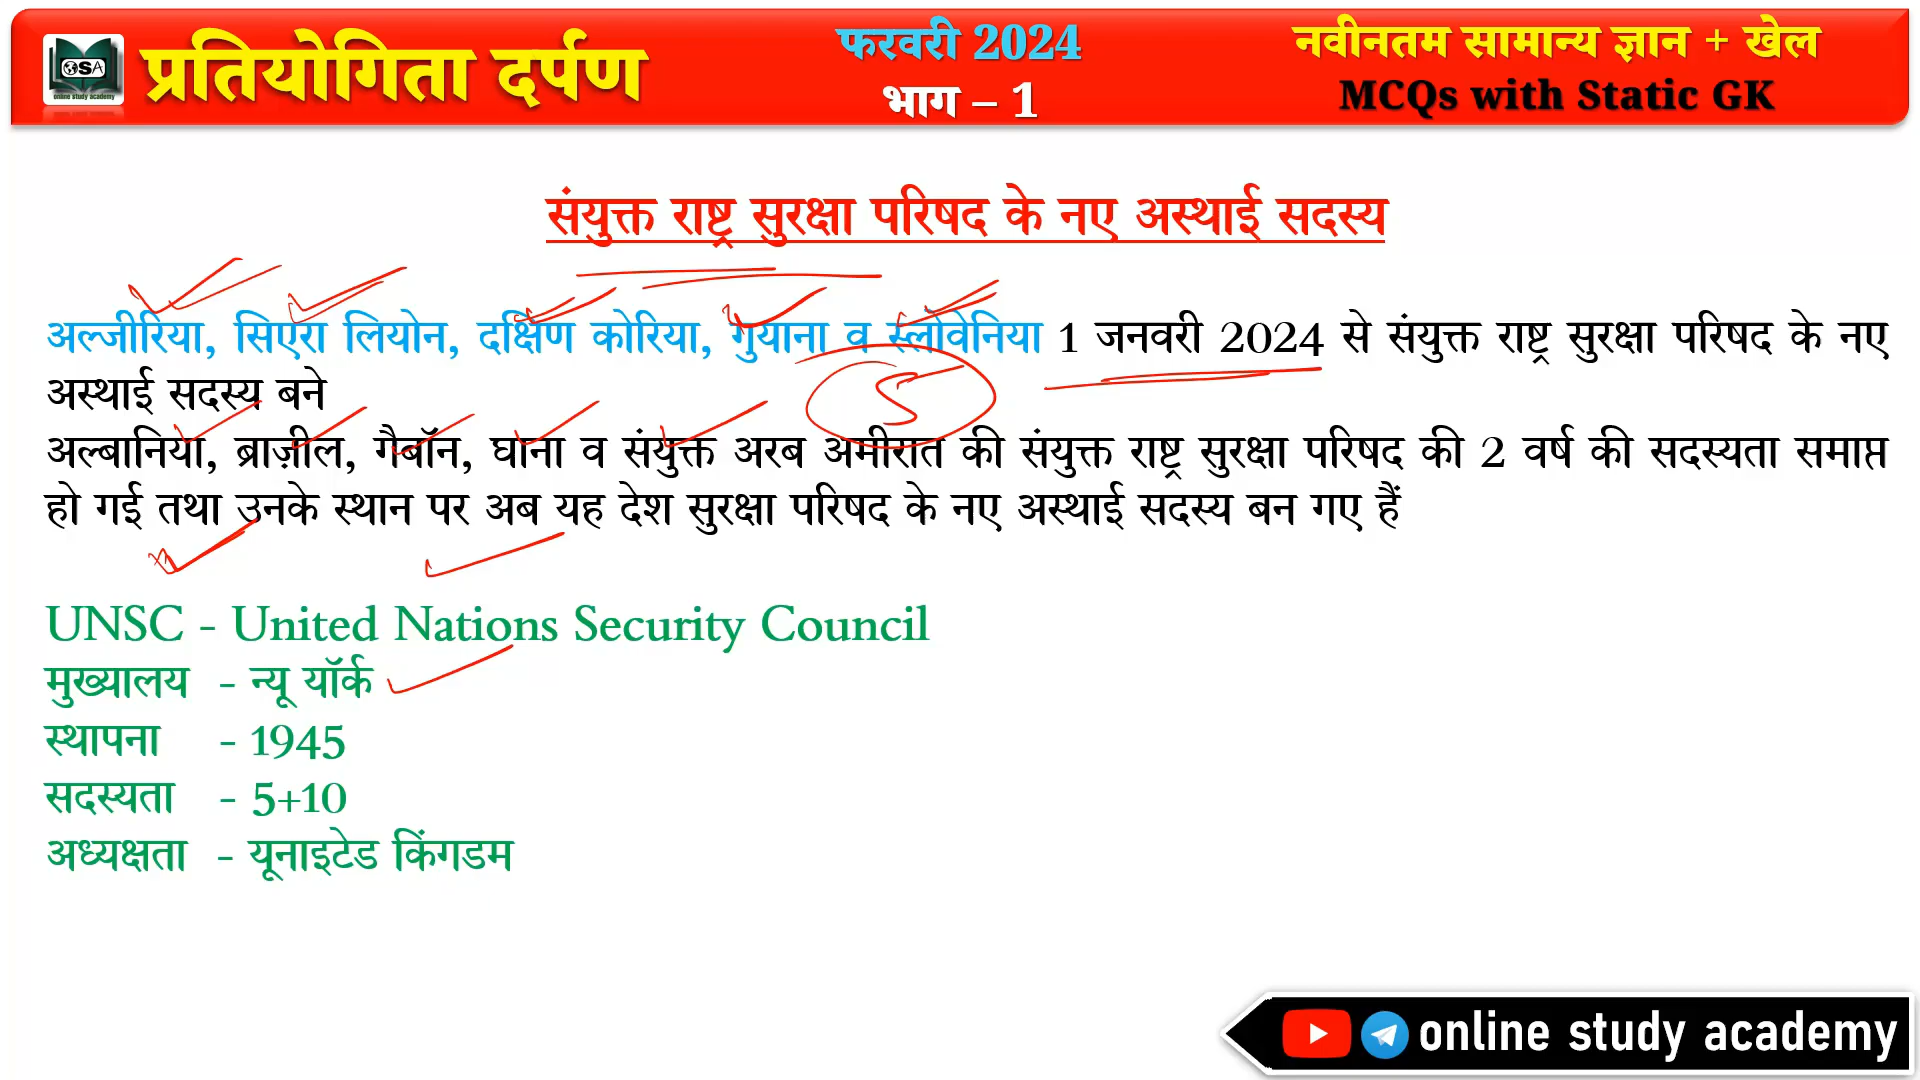 OSA
online study academy
प्रतियोगिता दर्पण
फरवरी 2024
भाग – 1
नवीनतम सामान्य ज्ञान + खेल
MCQs with Static GK
संयुक्त राष्ट्र सुरक्षा परिषद के नए अस्थाई सदस्य
अल्जीरिया, सिएरा लियोन, दक्षिण कोरिया, गुयाना व स्लोवेनिया 1 जनवरी 2024 से संयुक्त राष्ट्र सुरक्षा परिषद के नए
अस्थाई सदस्य बने
5
अल्बानिया, ब्राज़ील, गैबॉन, घाना व संयुक्त अरब अमीरात की संयुक्त राष्ट्र सुरक्षा परिषद की 2 वर्ष की सदस्यता समाप्त
हो गई तथा उनके स्थान पर अब यह देश सुरक्षा परिषद के नए अस्थाई सदस्य बन गए हैं
UNSC - United Nations Security Council
मुख्यालय - न्यू यॉर्क
स्थापना - 1945
सदस्यता - 5+10
अध्यक्षता - यूनाइटेड किंगडम
online study academy